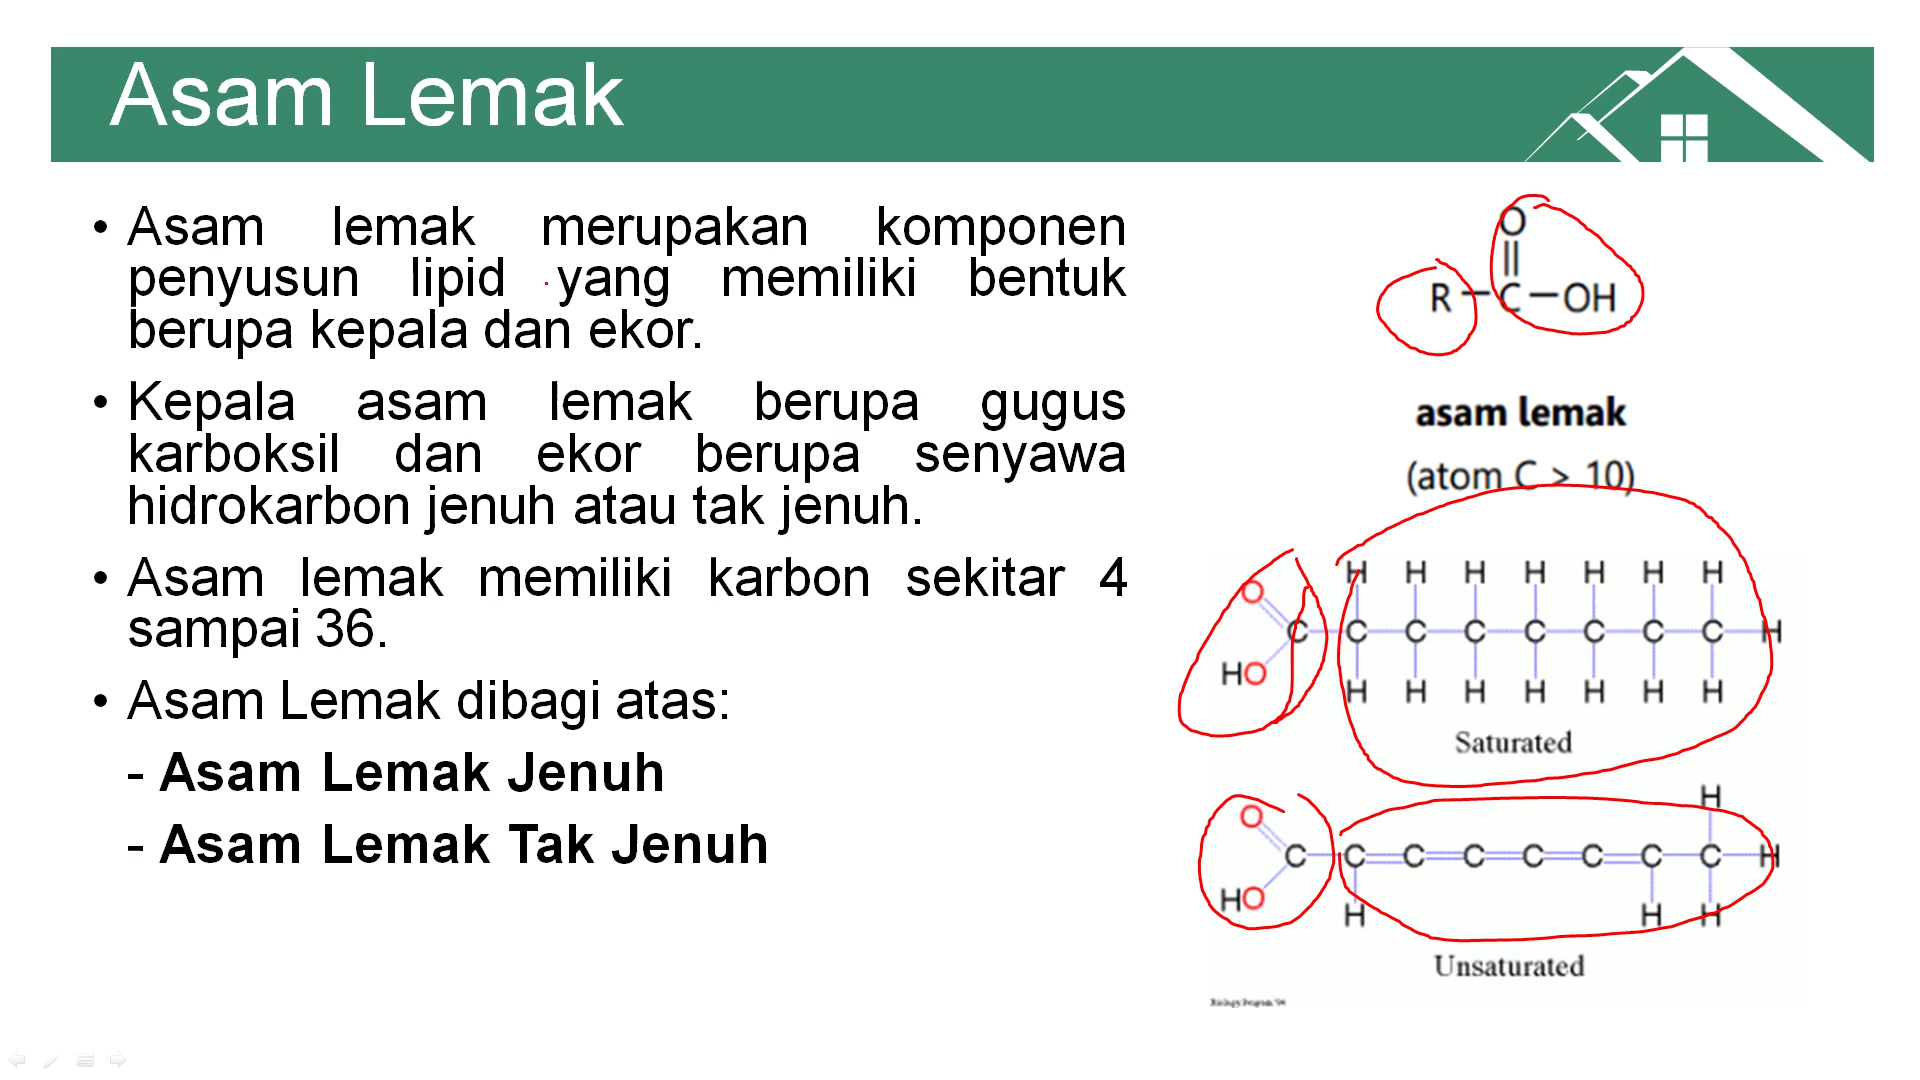 Asam Lemak
• Asam lemak merupakan komponen
penyusun lipid yang memiliki bentuk
berupa kepala dan ekor.
• Kepala asam lemak berupa gugus
karboksil dan ekor berupa senyawa
hidrokarbon jenuh atau tak jenuh.
• Asam lemak memiliki karbon sekitar 4
sampai 36.
• Asam Lemak dibagi atas:
- Asam Lemak Jenuh
- Asam Lemak Tak Jenuh
O
R – C – OH
asam lemak
(atom C > 10)
H H H H H H H
O
C C C C C C C C H
HO
H H H H H H H
Saturated
H
O
C C C C C C C C H
HO
H H H
Unsaturated